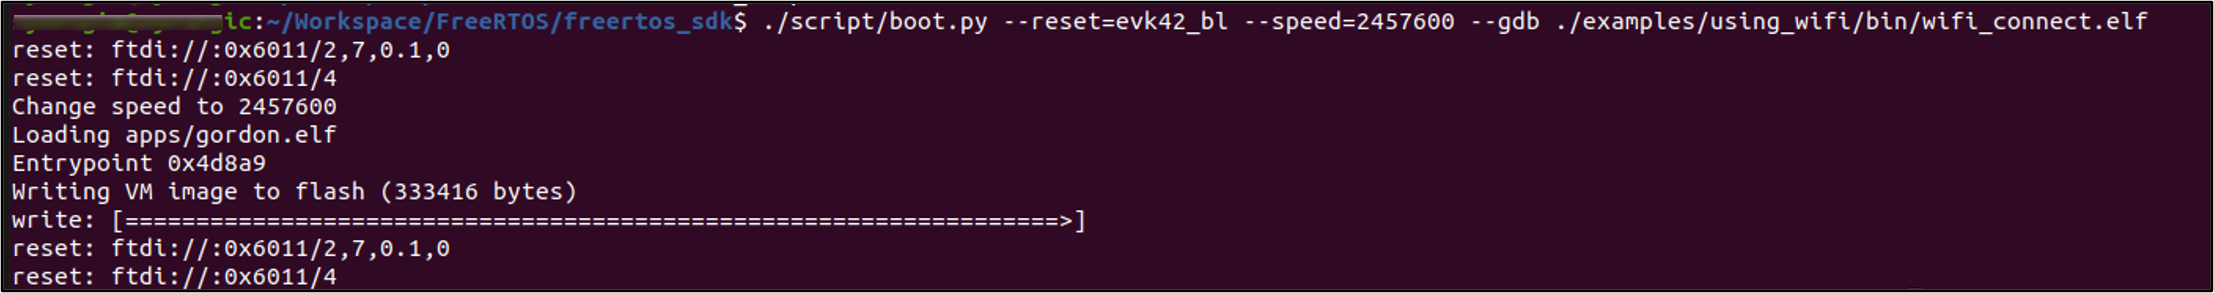 :~/Workspace/FreeRTOS/freertos_sdk$ ./script/boot.py --reset=evk42_bl --speed=2457600 --gdb ./examples/using_wifi/bin/wifi_connect.elf
reset: ftdi://:0x6011/2,7,0.1,0
reset: ftdi://:0x6011/4
Change speed to 2457600
Loading apps/gordon.elf
Entrypoint 0x4d8a9
Writing VM image to flash (333416 bytes)
write: [==================================================================>]
reset: ftdi://:0x6011/2,7,0.1,0
reset: ftdi://:0x6011/4